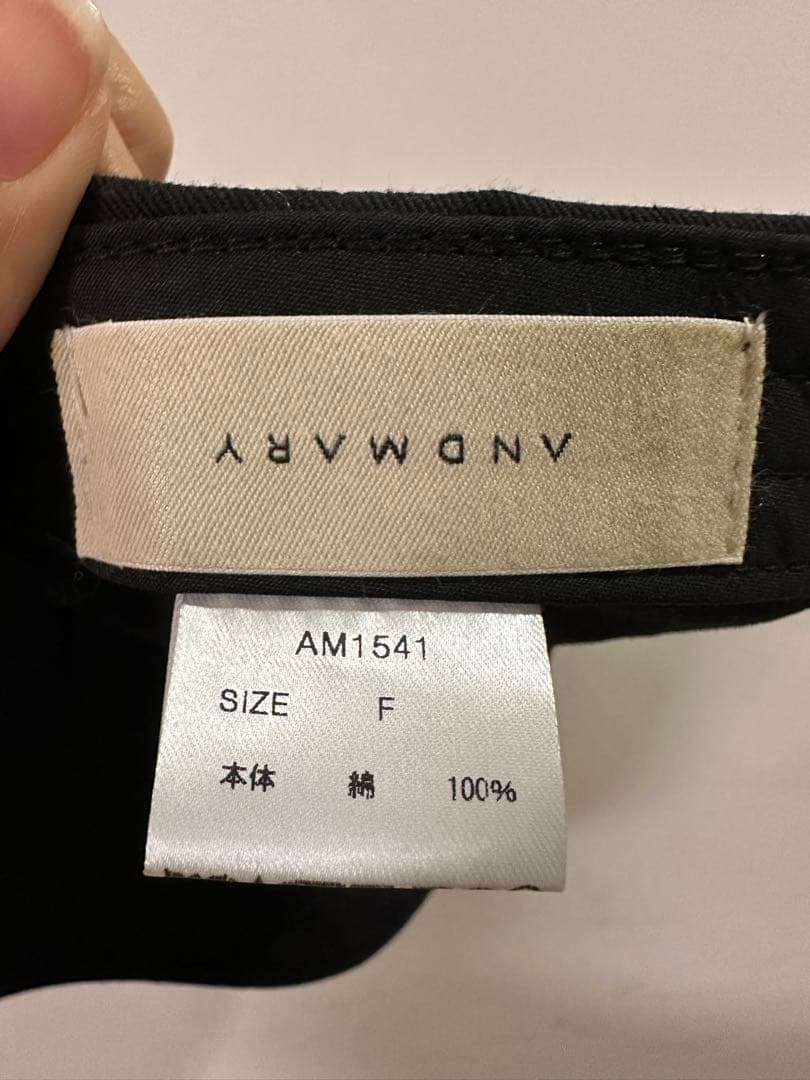 ANDMARY
AM1541
SIZE F
本体 綿 100%